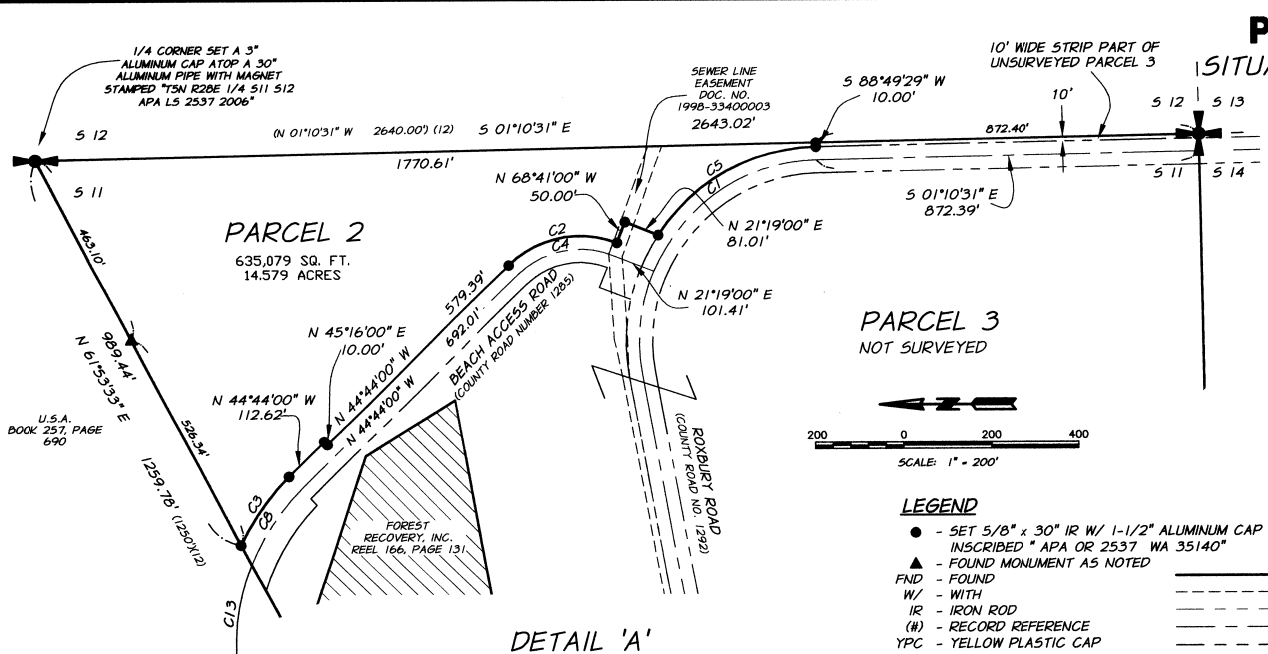 P
SITUA
1/4 CORNER SET A 3"
ALUMINUM CAP ATOP A 30"
ALUMINUM PIPE WITH MAGNET
STAMPED "T5N R28E 1/4 S11 S12
APA LS 2537 2006"
SEWER LINE
EASEMENT
DOC. NO.
1998-33400003
S 88°49'29" W
10.00'
10' WIDE STRIP PART OF
UNSURVEYED PARCEL 3
10'
S 12
S 13
S 12
(N 01°10'31" W 2640.00') (12)
S 01°10'31" E
2643.02'
872.40'
1770.61'
S 11
S 11
S 14
S 01°10'31" E
872.39'
N 68°41'00" W
50.00'
C5
C1
N 21°19'00" E
81.01'
PARCEL 2
635,079 SQ. FT.
14.579 ACRES
C2
C4
463.10'
989.44'
N 61°53'33" E
526.34'
1259.78' (1250')(12)
579.39'
692.01'
N 44°44'00" W
N 44°44'00" W
BEACH ACCESS ROAD
(COUNTY ROAD NUMBER 1285)
N 21°19'00" E
101.41'
PARCEL 3
NOT SURVEYED
N 45°16'00" E
10.00'
N 44°44'00" W
112.62'
U.S.A.
BOOK 257, PAGE
690
C3
C8
C13
FOREST
RECOVERY, INC.
REEL 166, PAGE 131
ROXBURY ROAD
(COUNTY ROAD NO. 1292)
N
200 0 200 400
SCALE: 1" = 200'
LEGEND
● - SET 5/8" x 30" IR W/ 1-1/2" ALUMINUM CAP
INSCRIBED " APA OR 2537 WA 35140"
▲ - FOUND MONUMENT AS NOTED
FND - FOUND
W/ - WITH
IR - IRON ROD
(#) - RECORD REFERENCE
YPC - YELLOW PLASTIC CAP
DETAIL 'A'